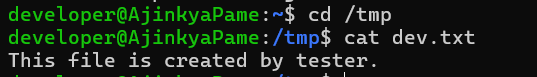 developer@AjinkyaPame:~$ cd /tmp
developer@AjinkyaPame:/tmp$ cat dev.txt
This file is created by tester.